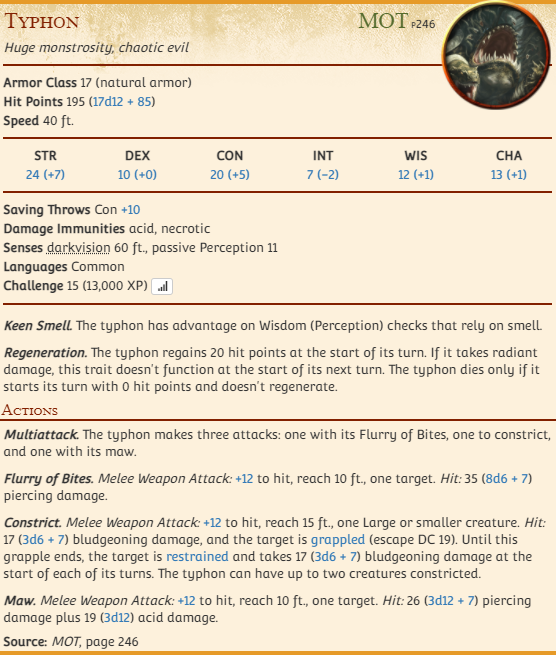 Typhon MOT p246
Huge monstrosity, chaotic evil
Armor Class 17 (natural armor)
Hit Points 195 (17d12 + 85)
Speed 40 ft.
STR DEX CON INT WIS CHA
24 (+7) 10 (+0) 20 (+5) 7 (−2) 12 (+1) 13 (+1)
Saving Throws Con +10
Damage Immunities acid, necrotic
Senses darkvision 60 ft., passive Perception 11
Languages Common
Challenge 15 (13,000 XP)
Keen Smell. The typhon has advantage on Wisdom (Perception) checks that rely on smell.
Regeneration. The typhon regains 20 hit points at the start of its turn. If it takes radiant
damage, this trait doesn't function at the start of its next turn. The typhon dies only if it
starts its turn with 0 hit points and doesn't regenerate.
Actions
Multiattack. The typhon makes three attacks: one with its Flurry of Bites, one to constrict,
and one with its maw.
Flurry of Bites. Melee Weapon Attack: +12 to hit, reach 10 ft., one target. Hit: 35 (8d6 + 7)
piercing damage.
Constrict. Melee Weapon Attack: +12 to hit, reach 15 ft., one Large or smaller creature. Hit:
17 (3d6 + 7) bludgeoning damage, and the target is grappled (escape DC 19). Until this
grapple ends, the target is restrained and takes 17 (3d6 + 7) bludgeoning damage at the
start of each of its turns. The typhon can have up to two creatures constricted.
Maw. Melee Weapon Attack: +12 to hit, reach 10 ft., one target. Hit: 26 (3d12 + 7) piercing
damage plus 19 (3d12) acid damage.
Source: MOT, page 246